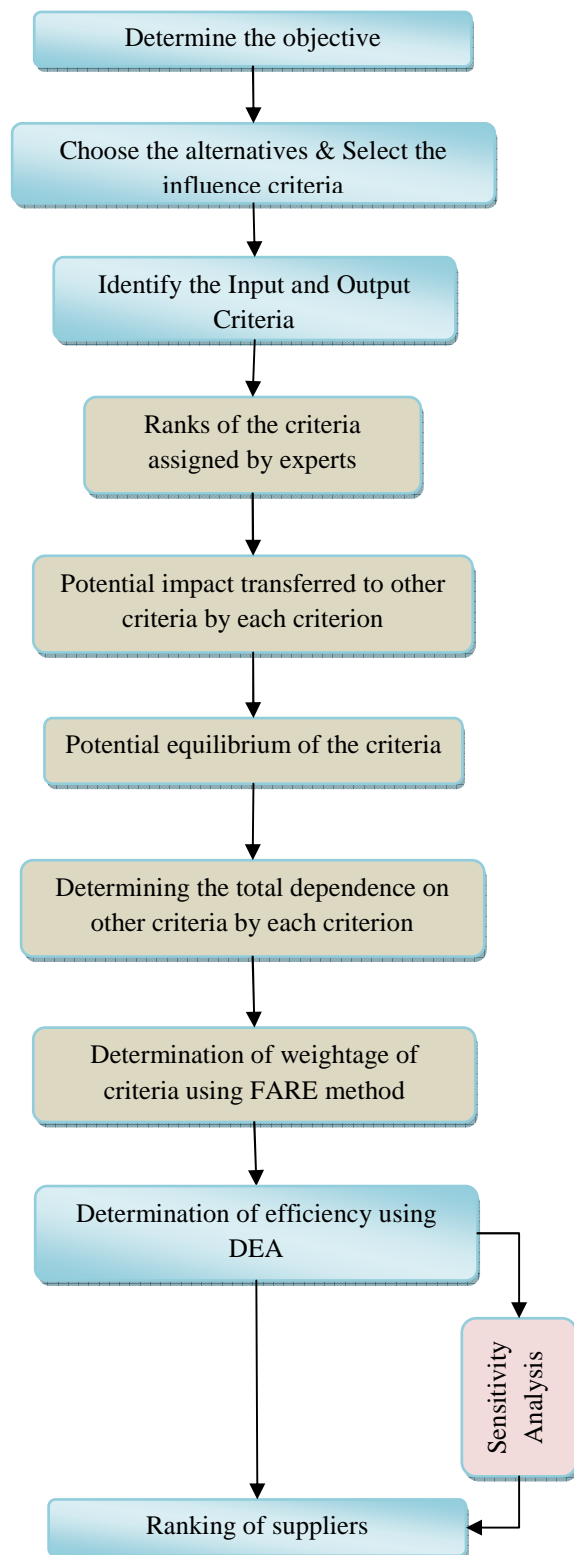 Determine the objective
Choose the alternatives & Select the
influence criteria
Identify the Input and Output
Criteria
Ranks of the criteria
assigned by experts
Potential impact transferred to other
criteria by each criterion
Potential equilibrium of the criteria
Determining the total dependence on
other criteria by each criterion
Determination of weightage of
criteria using FARE method
Determination of efficiency using
DEA
Sensitivity
Analysis
Ranking of suppliers